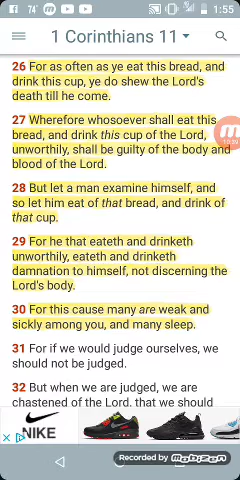 74° 1:55
1 Corinthians 11
26 For as often as ye eat this bread, and
drink this cup, ye do shew the Lord's
death till he come.
27 Wherefore whosoever shall eat this
bread, and drink this cup of the Lord,
unworthily, shall be guilty of the body and
blood of the Lord.
28 But let a man examine himself, and
so let him eat of that bread, and drink of
that cup.
29 For he that eateth and drinketh
unworthily, eateth and drinketh
damnation to himself, not discerning the
Lord's body.
30 For this cause many are weak and
sickly among you, and many sleep.
31 For if we would judge ourselves, we
should not be judged.
32 But when we are judged, we are
chastened of the Lord, that we should
NIKE
Recorded by mobizen